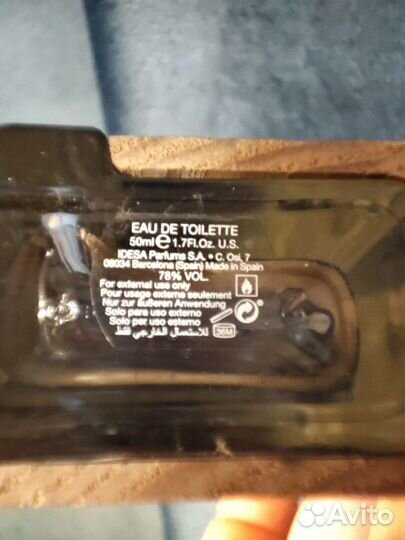 EAU DE TOILETTE
50ml ℮ 1.7Fl.Oz. U.S.
IDESA Parfums S.A. • C. Osi, 7
08034 Barcelona (Spain) Made in Spain
78% VOL.
For external use only
Pour usage externe seulement
Nur zur äußeren Anwendung
Solo para uso externo
Solo per uso esterno
للاستعمال الخارجي فقط
36M
Avito